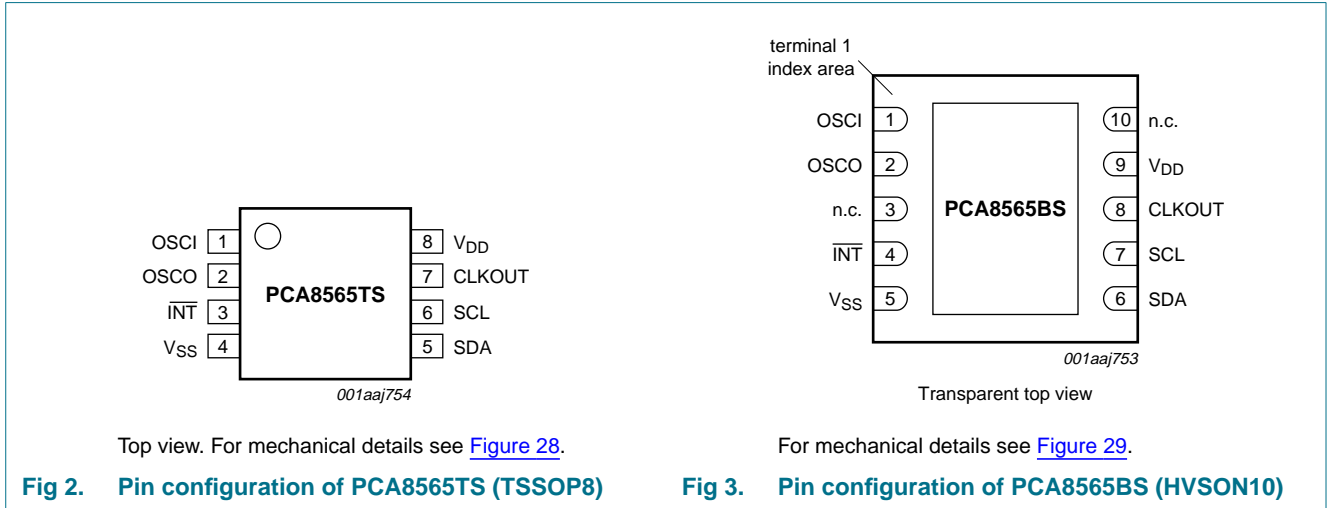 OSCI 1
OSCO 2
INT 3
VSS 4
PCA8565TS
8 VDD
7 CLKOUT
6 SCL
5 SDA
001aaj754
Top view. For mechanical details see Figure 28.
Fig 2. Pin configuration of PCA8565TS (TSSOP8)
terminal 1
index area
OSCI 1
OSCO 2
n.c. 3
INT 4
VSS 5
PCA8565BS
10 n.c.
9 VDD
8 CLKOUT
7 SCL
6 SDA
001aaj753
Transparent top view
For mechanical details see Figure 29.
Fig 3. Pin configuration of PCA8565BS (HVSON10)